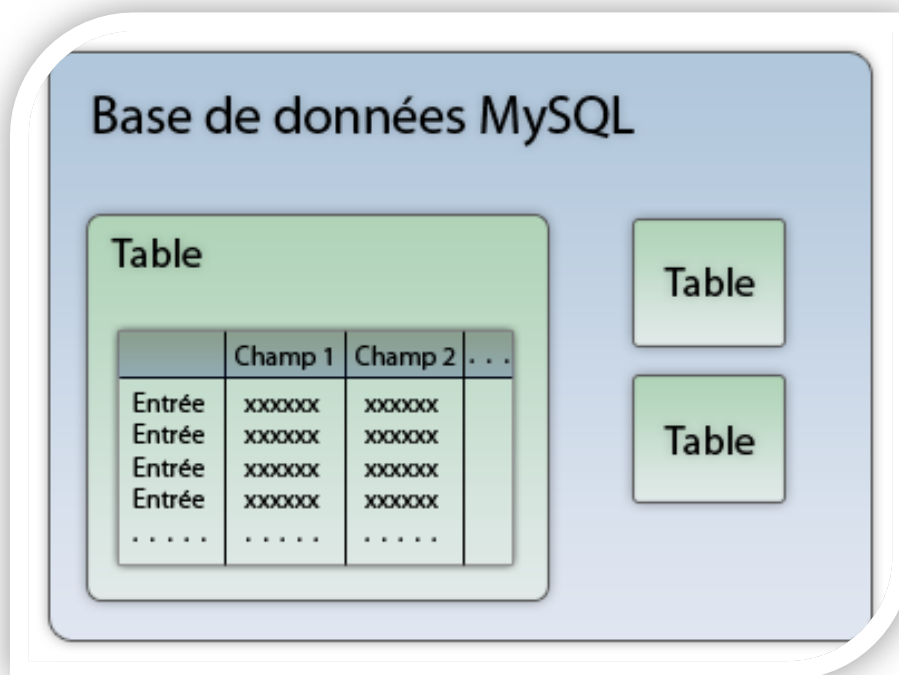 Base de données MySQL
Table
Champ 1 Champ 2 . . .
Entrée xxxxxx xxxxxx
Entrée xxxxxx xxxxxx
Entrée xxxxxx xxxxxx
Entrée xxxxxx xxxxxx
. . . . . . . . . . . . . . .
Table
Table